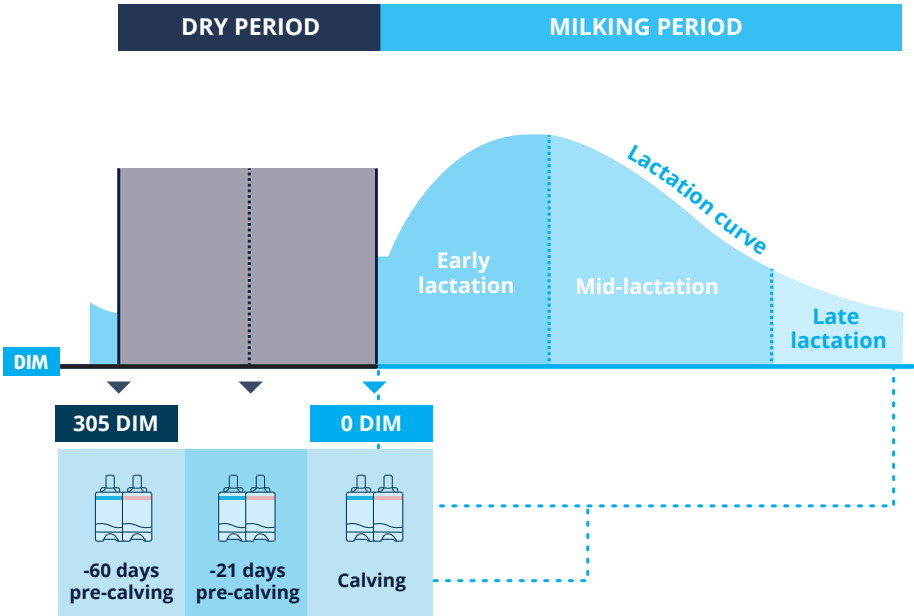 DRY PERIOD
MILKING PERIOD
Lactation curve
Early
lactation
Mid-lactation
Late
lactation
DIM
305 DIM
0 DIM
-60 days
pre-calving
-21 days
pre-calving
Calving